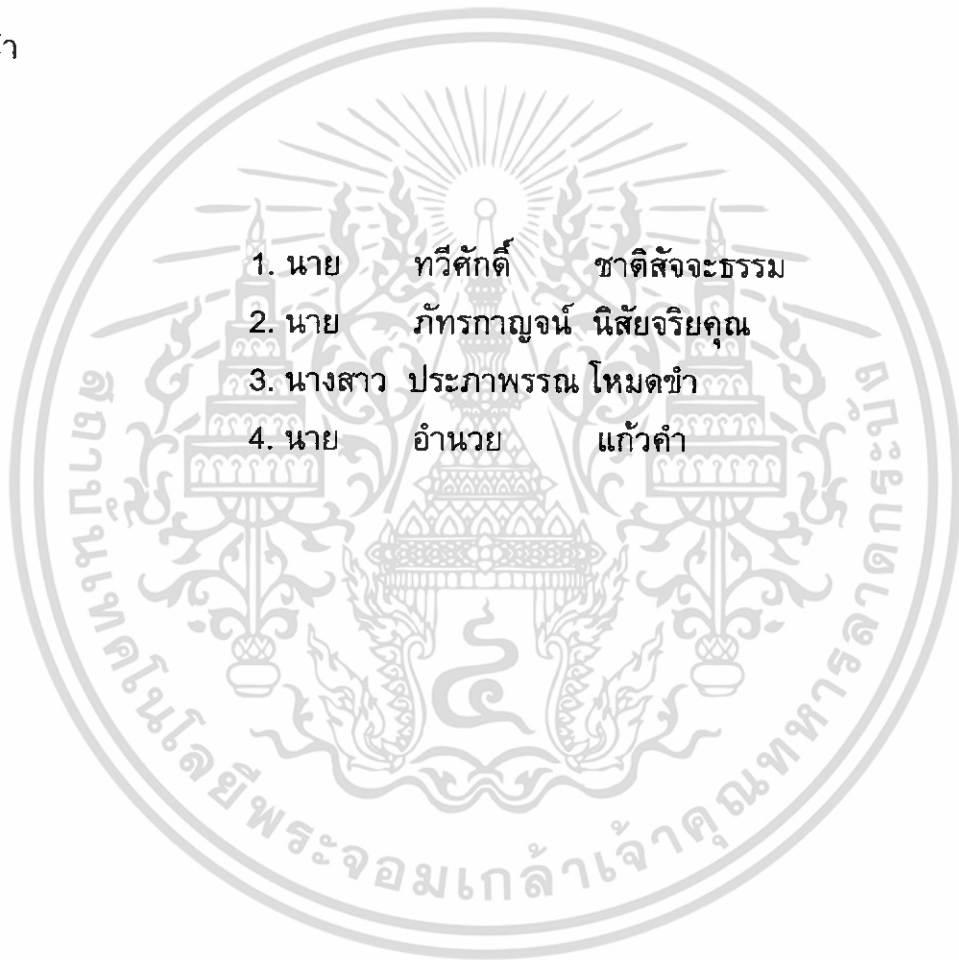 1. นาย ทวีศักดิ์ ชาติสัจจะธรรม
2. นาย ภัทรกาญจน์ นิสัยจริยคุณ
3. นางสาว ประภาพรรณ โหมดขำ
4. นาย อำนวย แก้วคำ
สถาบันเทคโนโลยีพระจอมเกล้าเจ้าคุณทหารลาดกระบัง